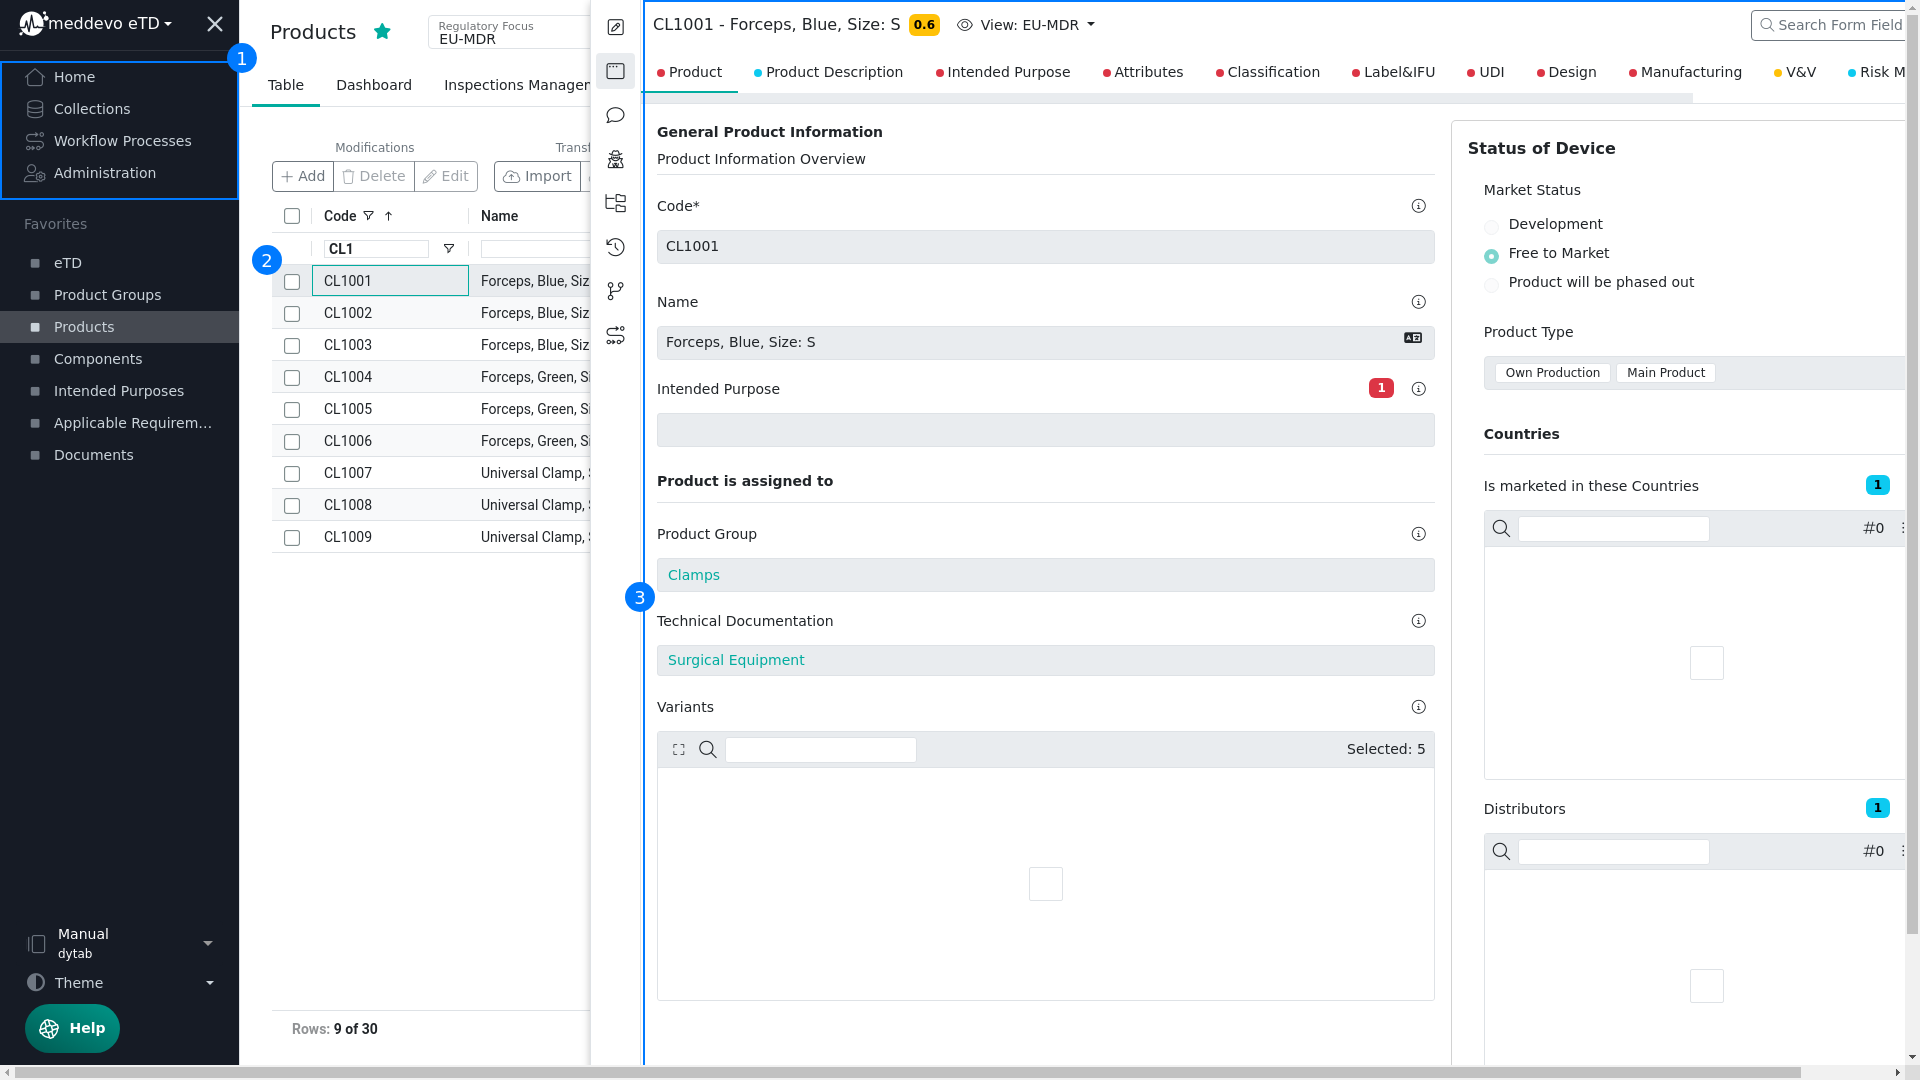 meddevo eTD
1
Home
Collections
Workflow Processes
Administration
Favorites
eTD
Product Groups
Products
Components
Intended Purposes
Applicable Requirem...
Documents
Manual
dytab
Theme
Help
Products
Regulatory Focus
EU-MDR
Table
Dashboard
Inspections
Modifications
Add
Delete
Edit
Import
Code
Name
CL1
2
CL1001
Forceps, Blue,
CL1002
Forceps, Blue,
CL1003
Forceps, Blue,
CL1004
Forceps, Green,
CL1005
Forceps, Green,
CL1006
Forceps, Green,
CL1007
Universal Clamp,
CL1008
Universal Clamp,
CL1009
Universal Clamp,
Rows: 9 of 30
CL1001 - Forceps, Blue, Size: S 0.6 View: EU-MDR
Search Form Field
Product
Product Description
Intended Purpose
Attributes
Classification
Label&IFU
UDI
Design
Manufacturing
V&V
Risk M
General Product Information
Product Information Overview
Code*
CL1001
Name
Forceps, Blue, Size: S
Intended Purpose
1
Product is assigned to
Product Group
Clamps
3
Technical Documentation
Surgical Equipment
Variants
Selected: 5
Status of Device
Market Status
Development
Free to Market
Product will be phased out
Product Type
Own Production
Main Product
Countries
Is marketed in these Countries
1
#0
Distributors
1
#0